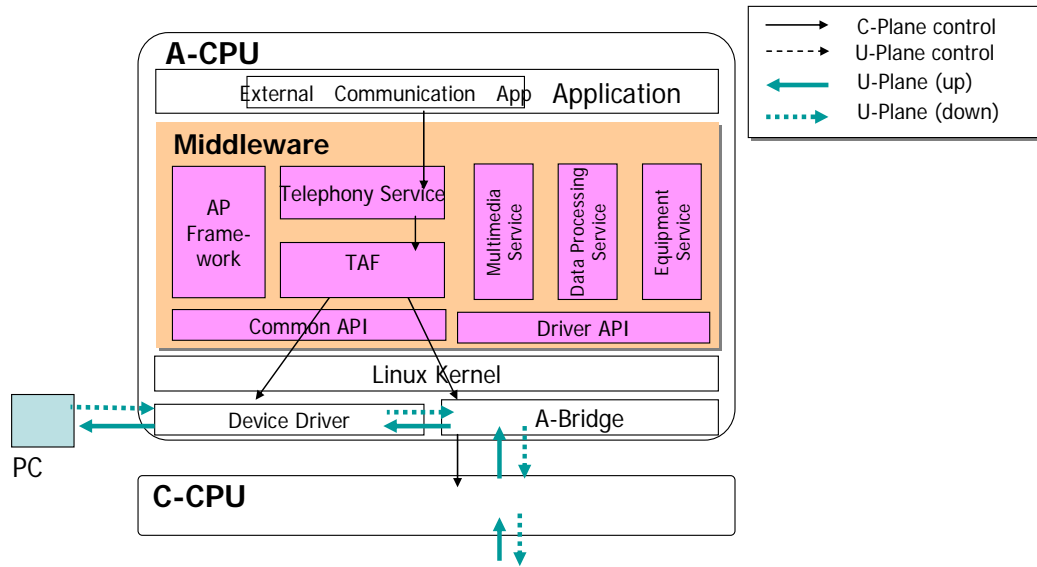 C-Plane control
U-Plane control
U-Plane (up)
U-Plane (down)
A-CPU
External Communication App Application
Middleware
AP
Frame-
work
Telephony Service
TAF
Multimedia
Service
Data Processing
Service
Equipment
Service
Common API
Driver API
Linux Kernel
Device Driver
A-Bridge
PC
C-CPU